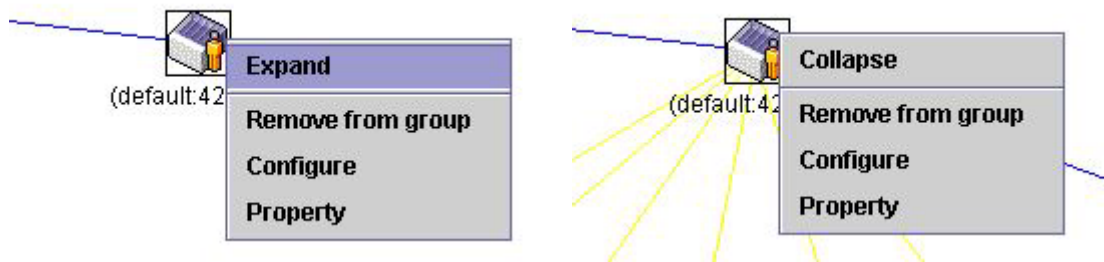 Expand
(default:42
Remove from group
Configure
Property
Collapse
(default:42
Remove from group
Configure
Property